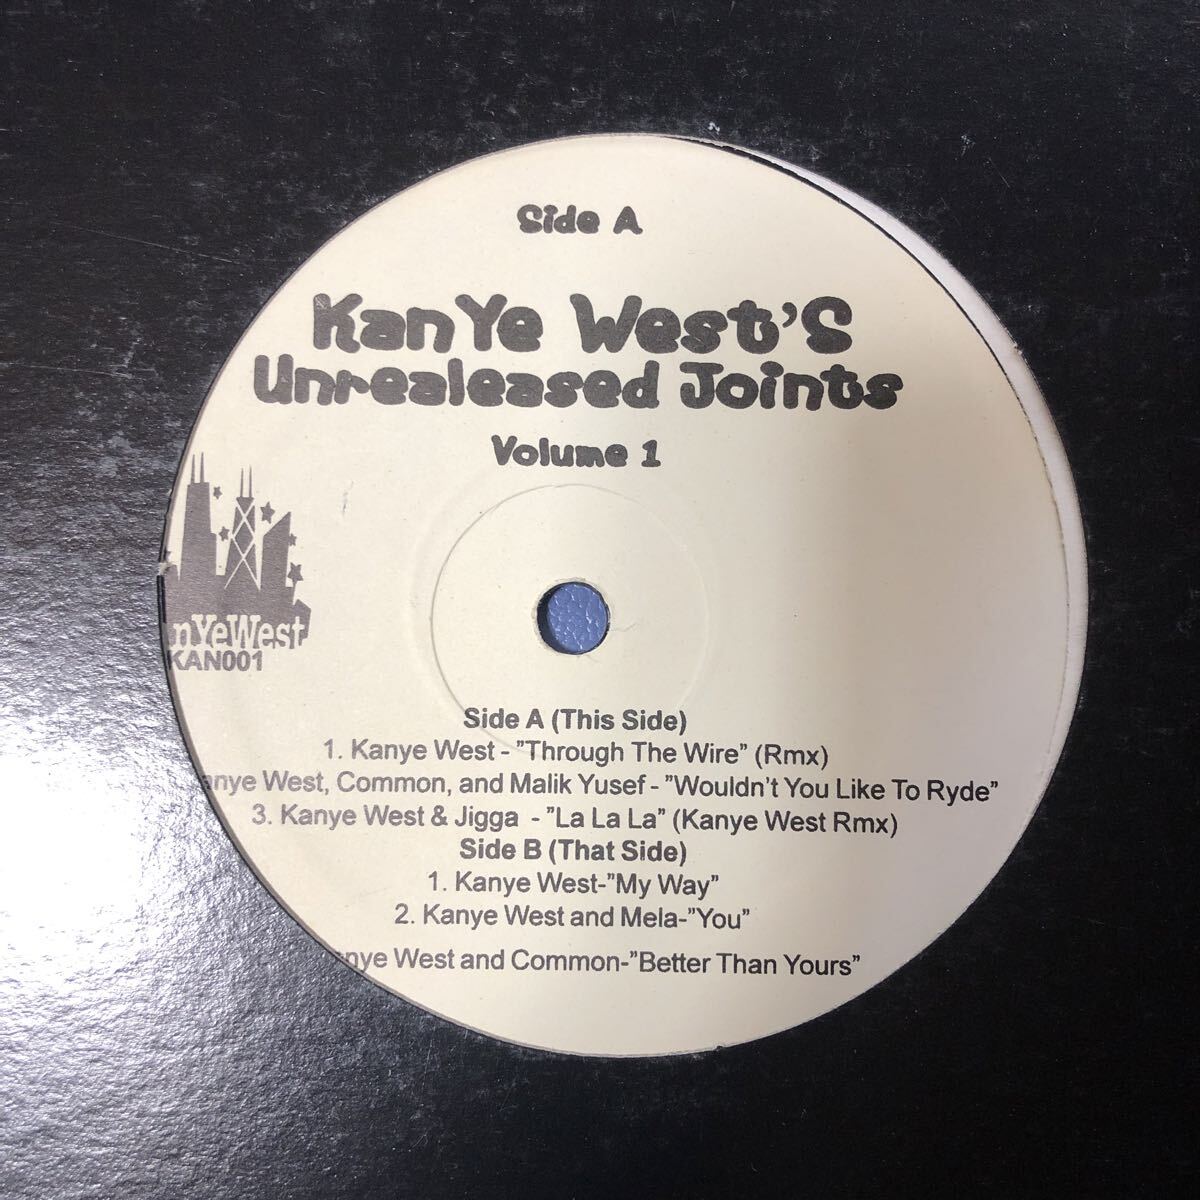 Side A
KanYe West'S
Unrealeased Joints
Volume 1
nYeWest
KAN001
Side A (This Side)
1. Kanye West - "Through The Wire" (Rmx)
anye West, Common, and Malik Yusef - "Wouldn't You Like To Ryde"
3. Kanye West & Jigga - "La La La" (Kanye West Rmx)
Side B (That Side)
1. Kanye West-"My Way"
2. Kanye West and Mela-"You"
nye West and Common-"Better Than Yours"